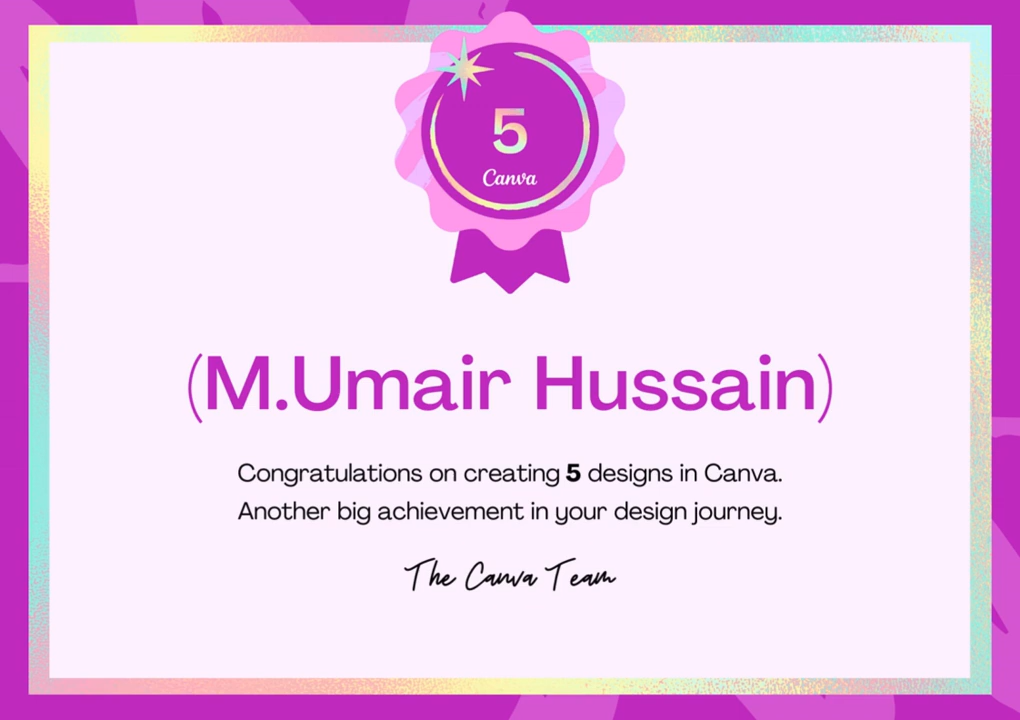 5
Canva
(M.Umair Hussain)
Congratulations on creating 5 designs in Canva.
Another big achievement in your design journey.
The Canva Team